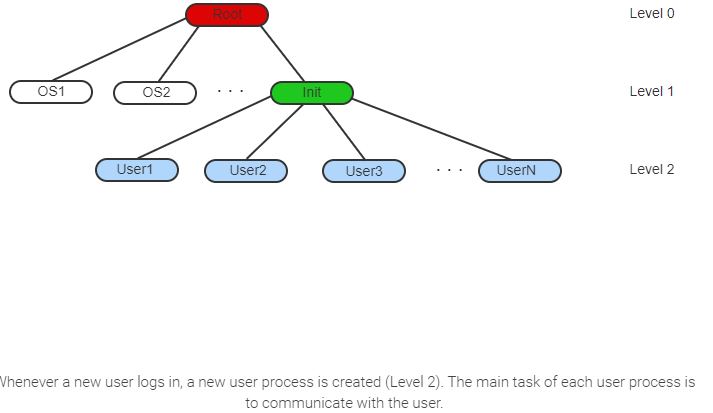 Root Level 0
OS1 OS2 . . . Init Level 1
User1 User2 User3 . . . UserN Level 2
Whenever a new user logs in, a new user process is created (Level 2). The main task of each user process is
to communicate with the user.